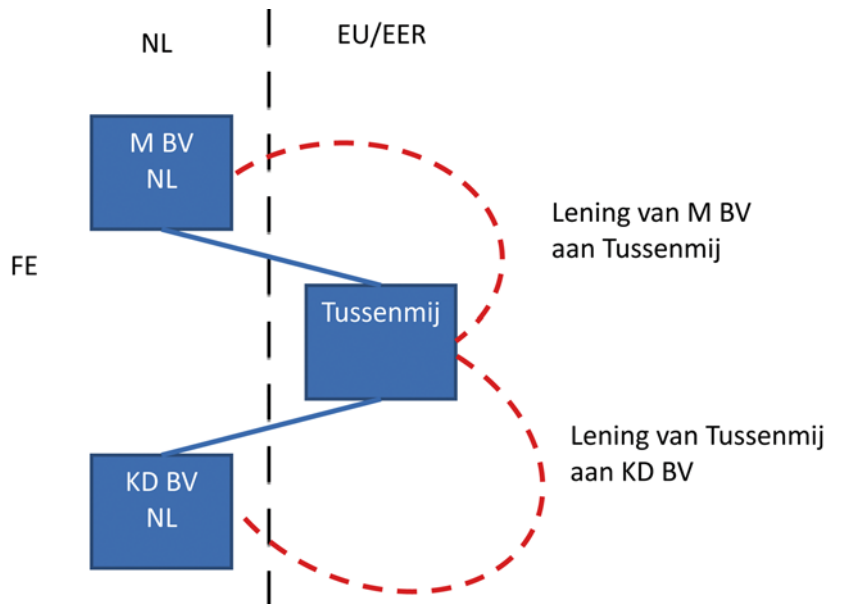 NL
EU/EER
M BV
NL
Lening van M BV
aan Tussenmij
FE
Tussenmij
Lening van Tussenmij
aan KD BV
KD BV
NL